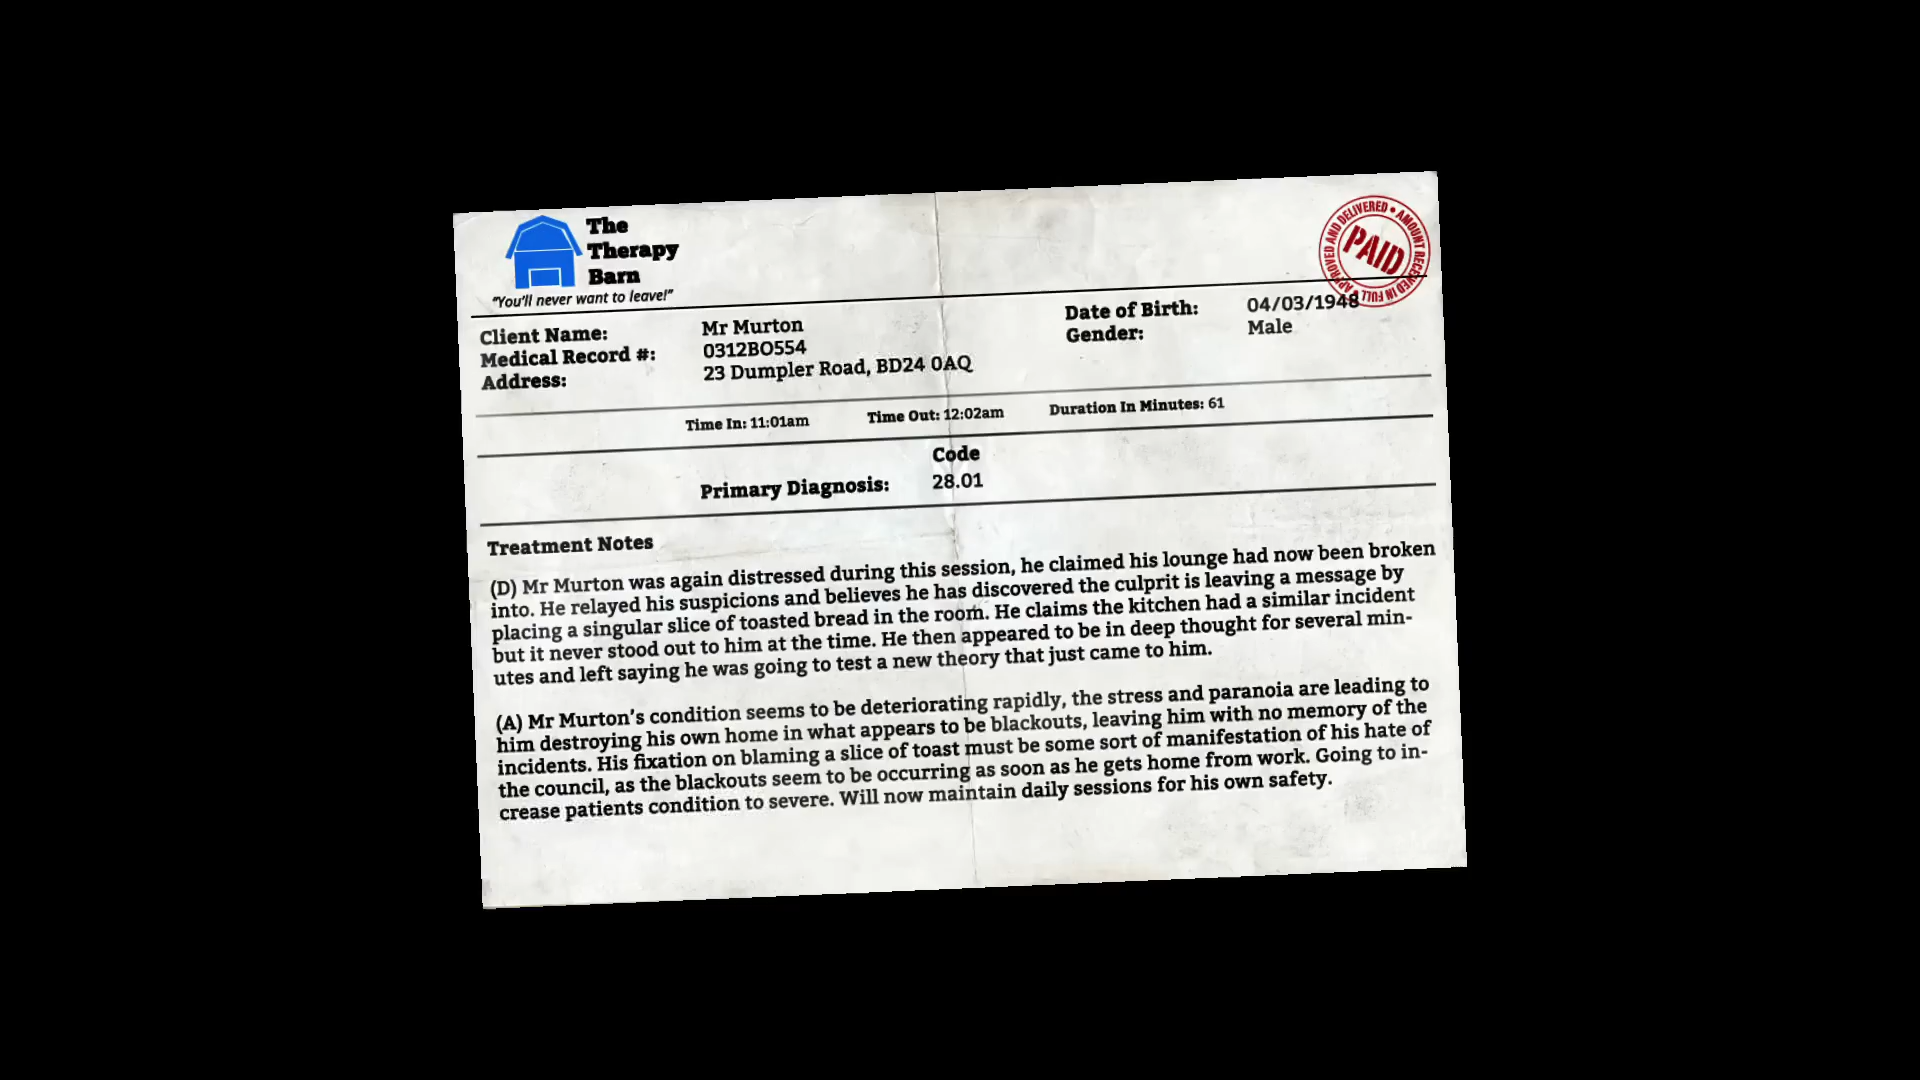 The
Therapy
Barn
"You'll never want to leave!"
APPROVED AND DELIVERED • AMOUNT RECEIVED IN FULL
PAID
Client Name: Mr Murton
Medical Record #: 0312BO554
Address: 23 Dumpler Road, BD24 0AQ
Date of Birth: 04/03/1948
Gender: Male
Time In: 11:01am Time Out: 12:02am Duration In Minutes: 61
Code
Primary Diagnosis: 28.01
Treatment Notes
(D) Mr Murton was again distressed during this session, he claimed his lounge had now been broken
into. He relayed his suspicions and believes he has discovered the culprit is leaving a message by
placing a singular slice of toasted bread in the room. He claims the kitchen had a similar incident
but it never stood out to him at the time. He then appeared to be in deep thought for several min-
utes and left saying he was going to test a new theory that just came to him.
(A) Mr Murton's condition seems to be deteriorating rapidly, the stress and paranoia are leading to
him destroying his own home in what appears to be blackouts, leaving him with no memory of the
incidents. His fixation on blaming a slice of toast must be some sort of manifestation of his hate of
the council, as the blackouts seem to be occurring as soon as he gets home from work. Going to in-
crease patients condition to severe. Will now maintain daily sessions for his own safety.